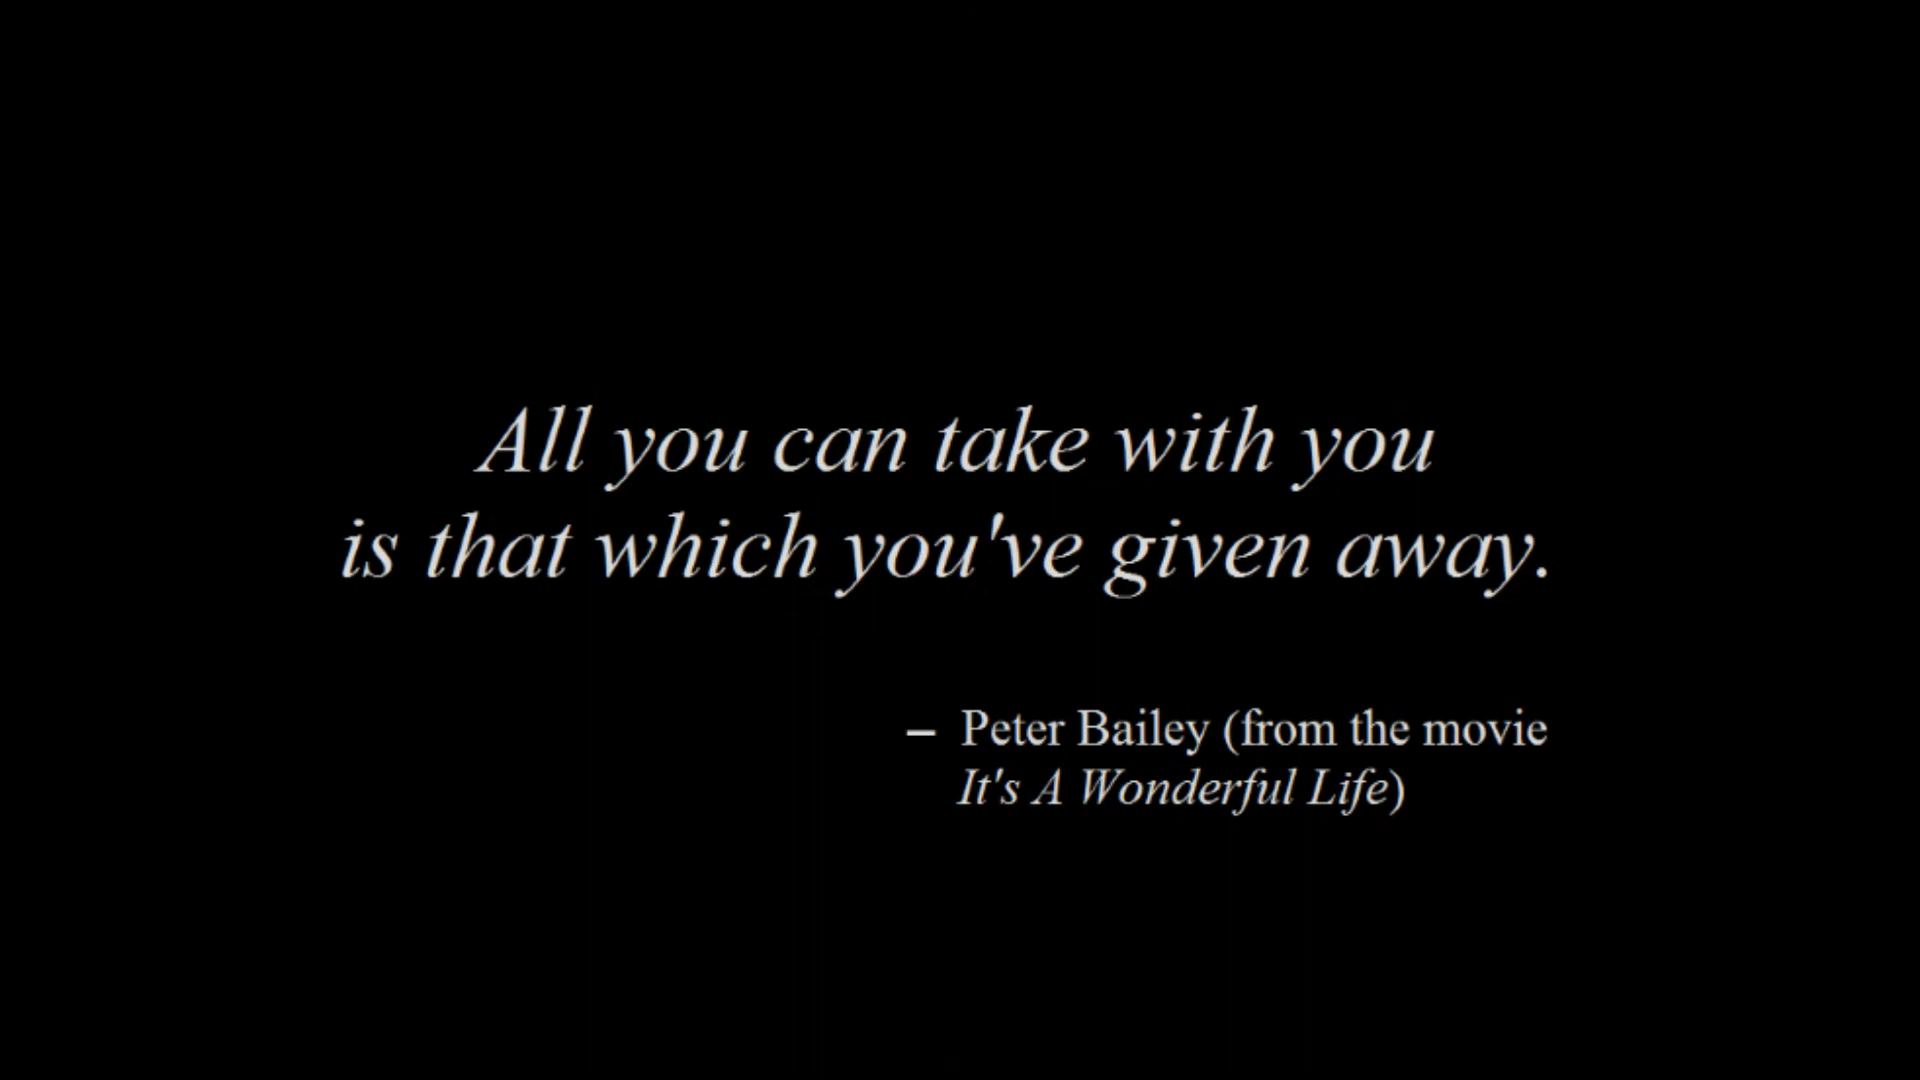 All you can take with you
is that which you've given away.
– Peter Bailey (from the movie
It's A Wonderful Life)